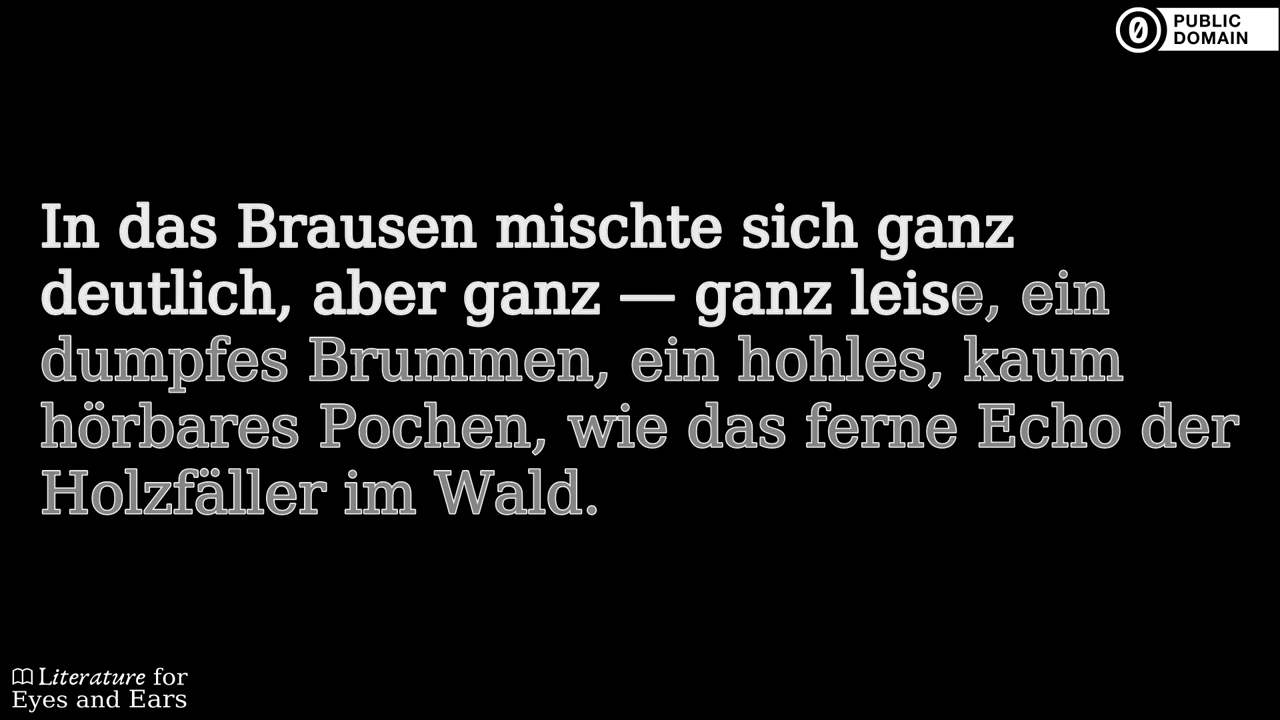 PUBLIC
DOMAIN
In das Brausen mischte sich ganz
deutlich, aber ganz — ganz leise, ein
dumpfes Brummen, ein hohles, kaum
hörbares Pochen, wie das ferne Echo der
Holzfäller im Wald.
Literature for
Eyes and Ears